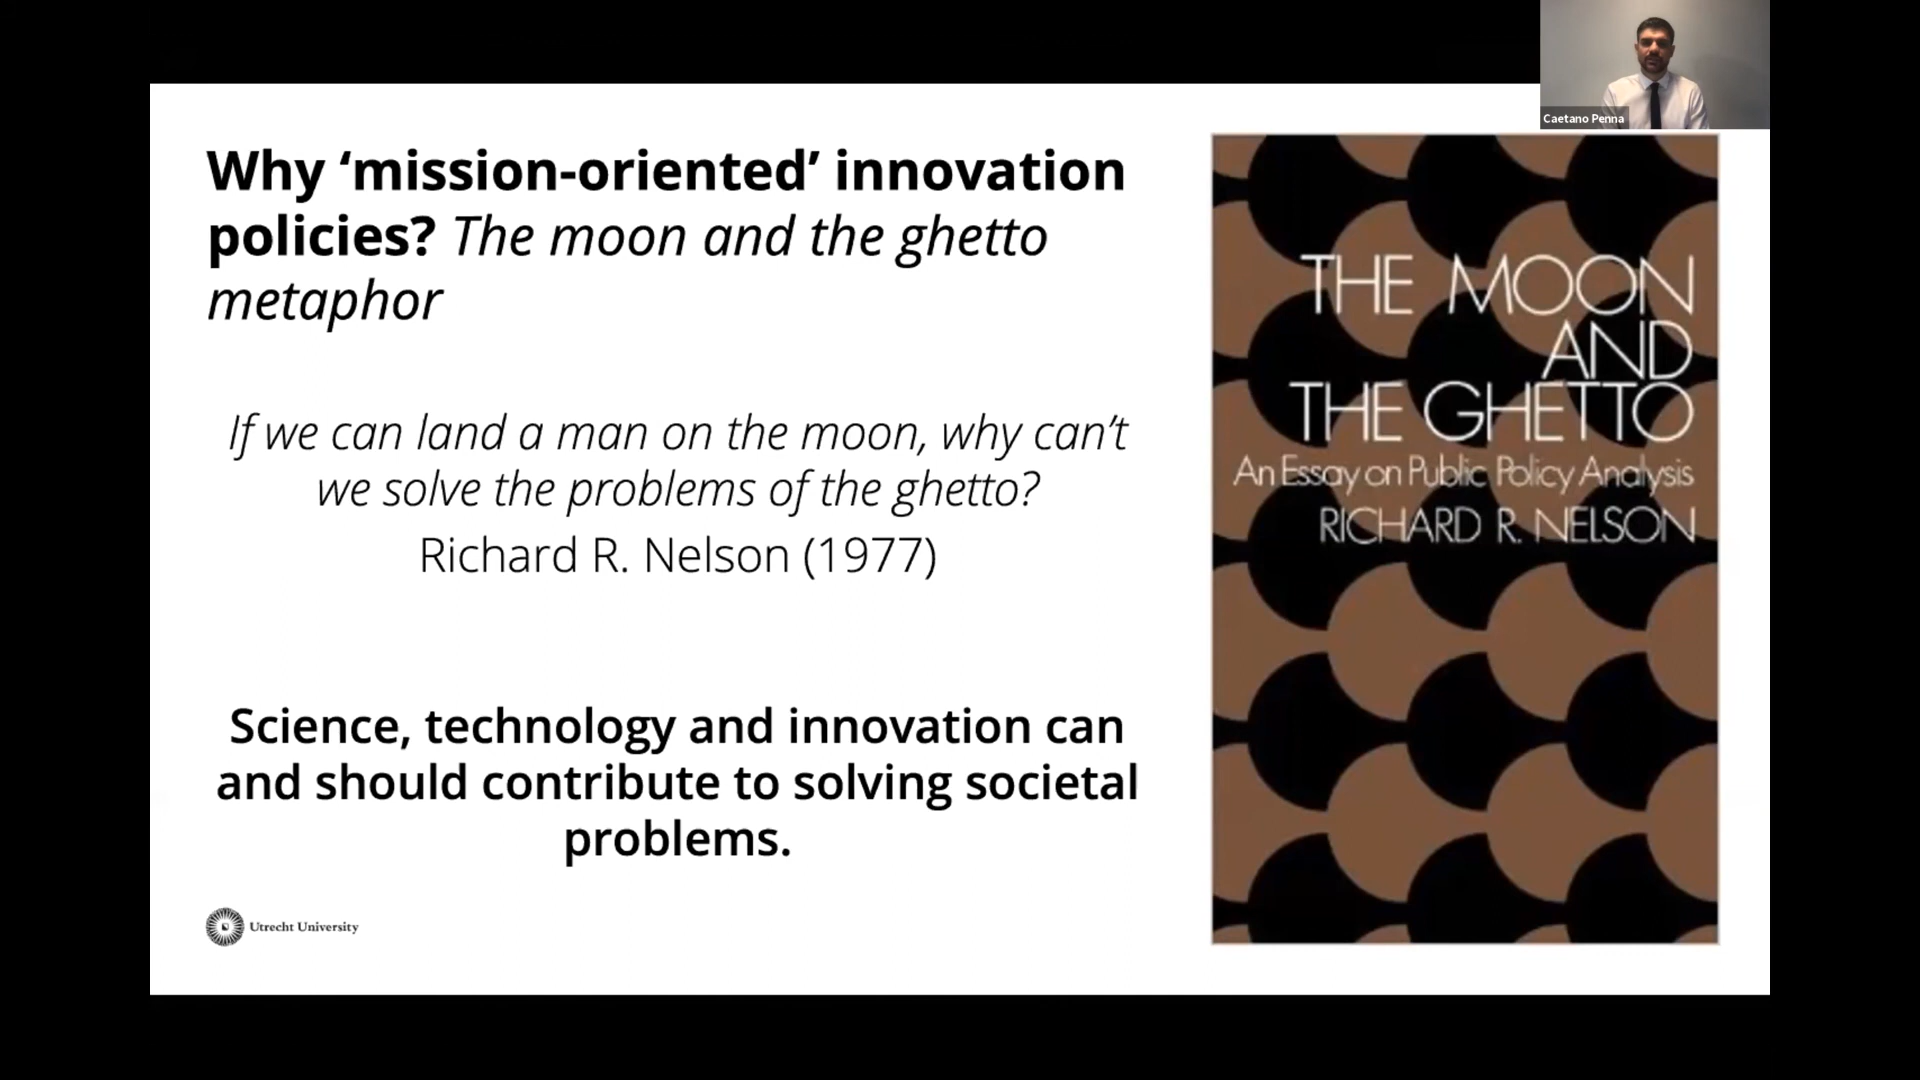 Caetano Penna
Why ‘mission-oriented’ innovation
policies? The moon and the ghetto
metaphor
If we can land a man on the moon, why can’t
we solve the problems of the ghetto?
Richard R. Nelson (1977)
Science, technology and innovation can
and should contribute to solving societal
problems.
Utrecht University
THE MOON
AND
THE GHETTO
An Essay on Public Policy Analysis
RICHARD R. NELSON